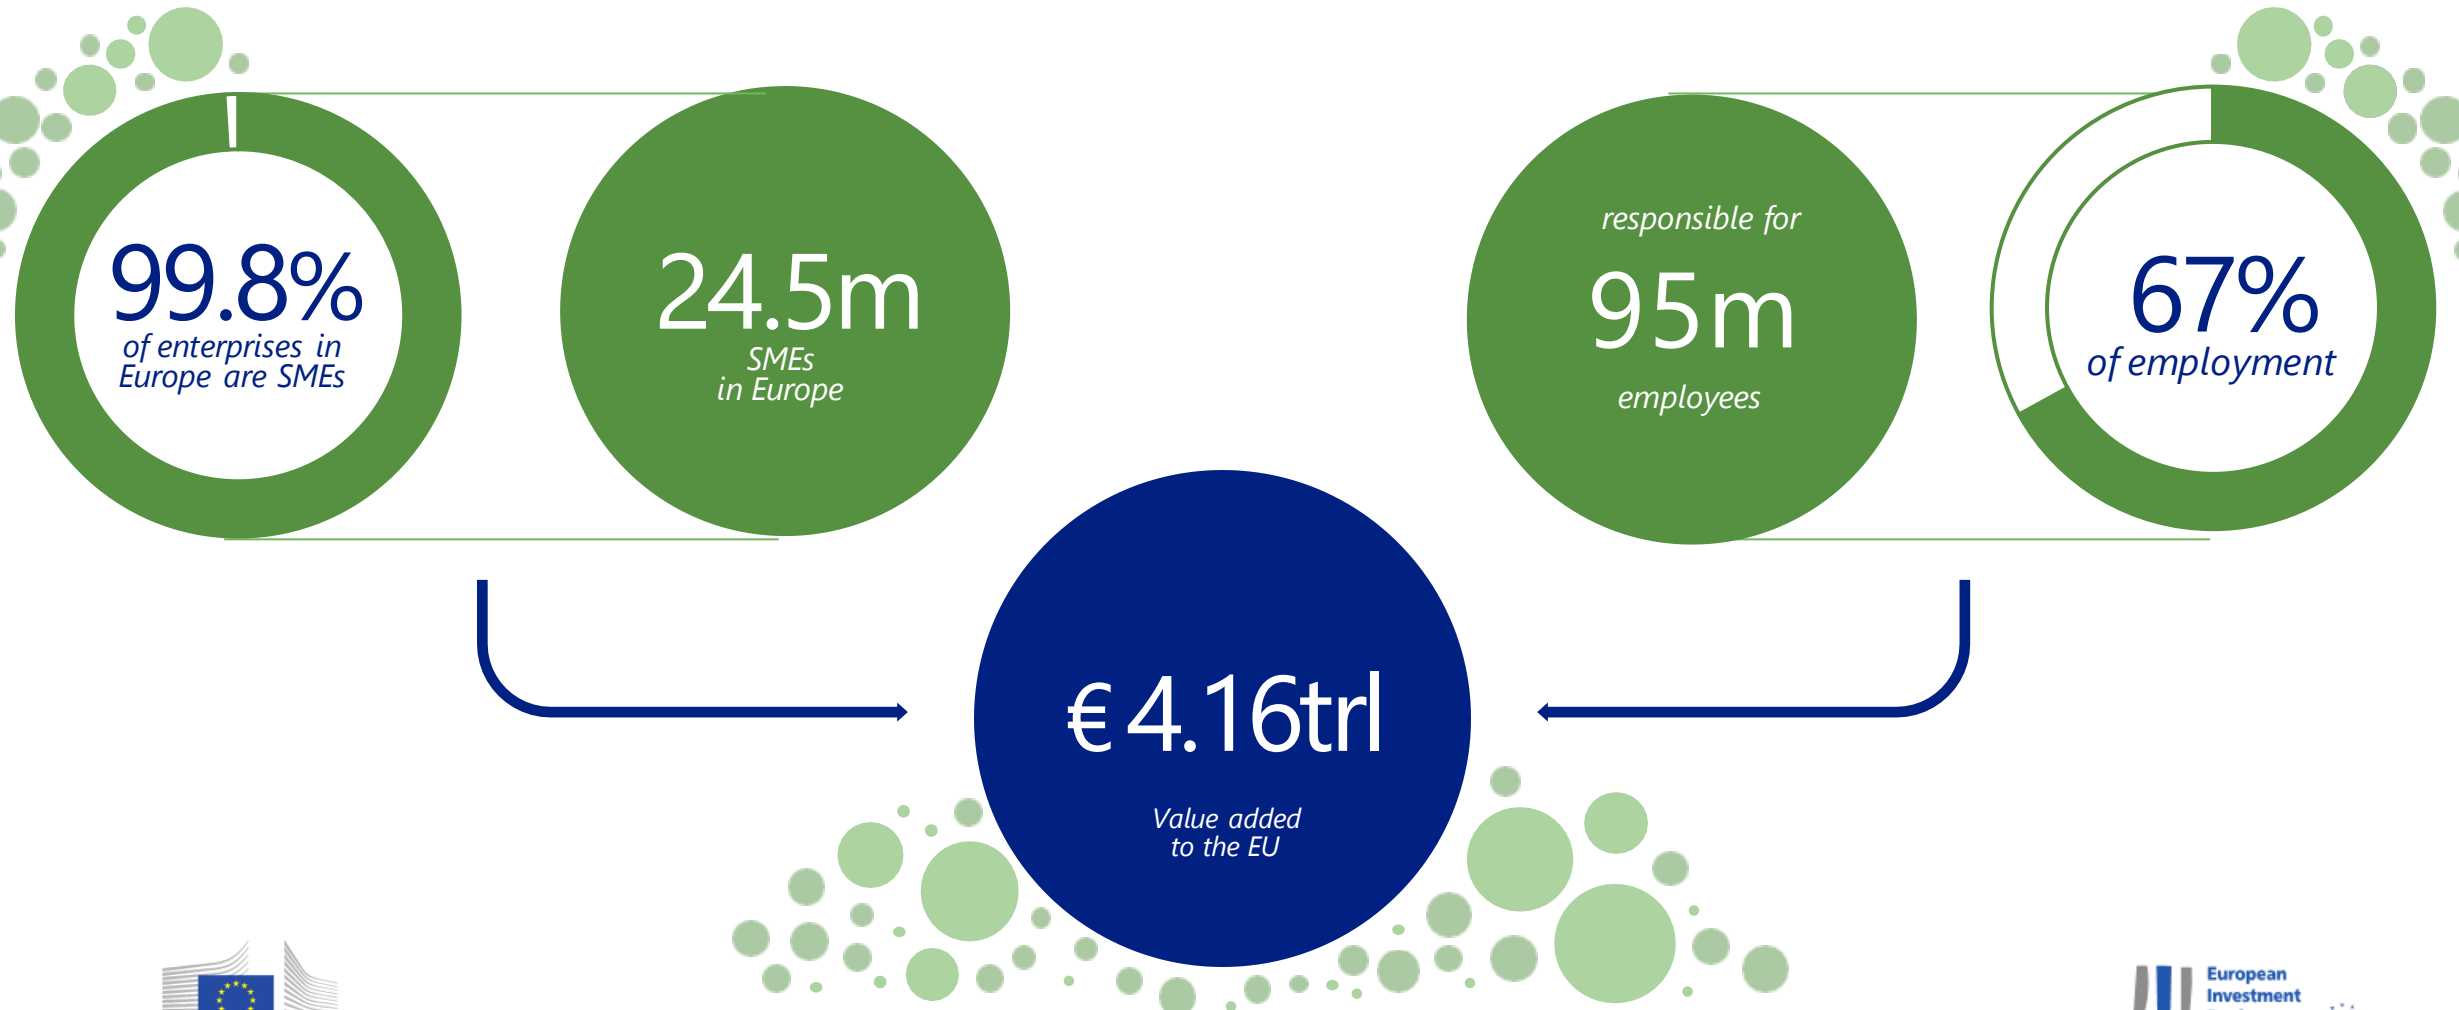 99.8%
of enterprises in
Europe are SMEs
24.5m
SMEs
in Europe
responsible for
95m
employees
67%
of employment
€ 4.16trl
Value added
to the EU
European
Investment